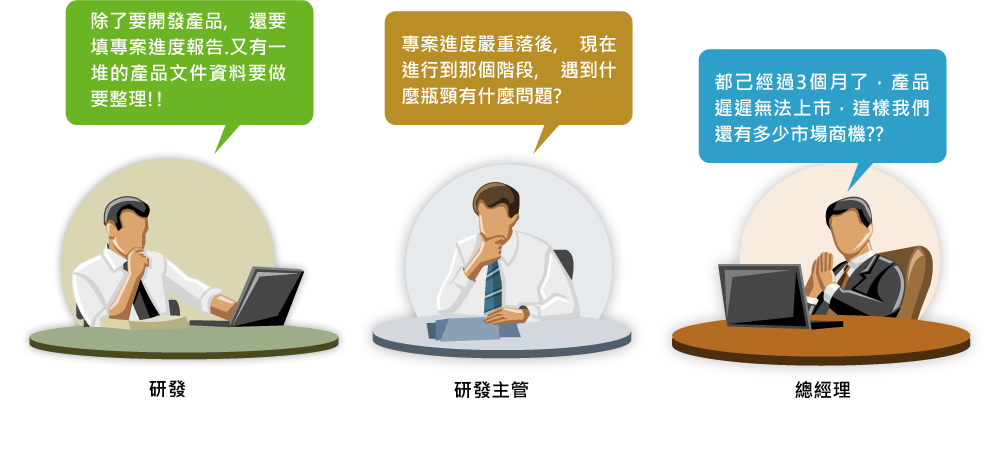 除了要開發產品,　還要
填專案進度報告.又有一
堆的產品文件資料要做
要整理!!
專案進度嚴重落後,　現在
進行到那個階段,　遇到什
麼瓶頸有什麼問題?
都己經過3個月了，產品
遲遲無法上市，這樣我們
還有多少市場商機??
研發
研發主管
總經理